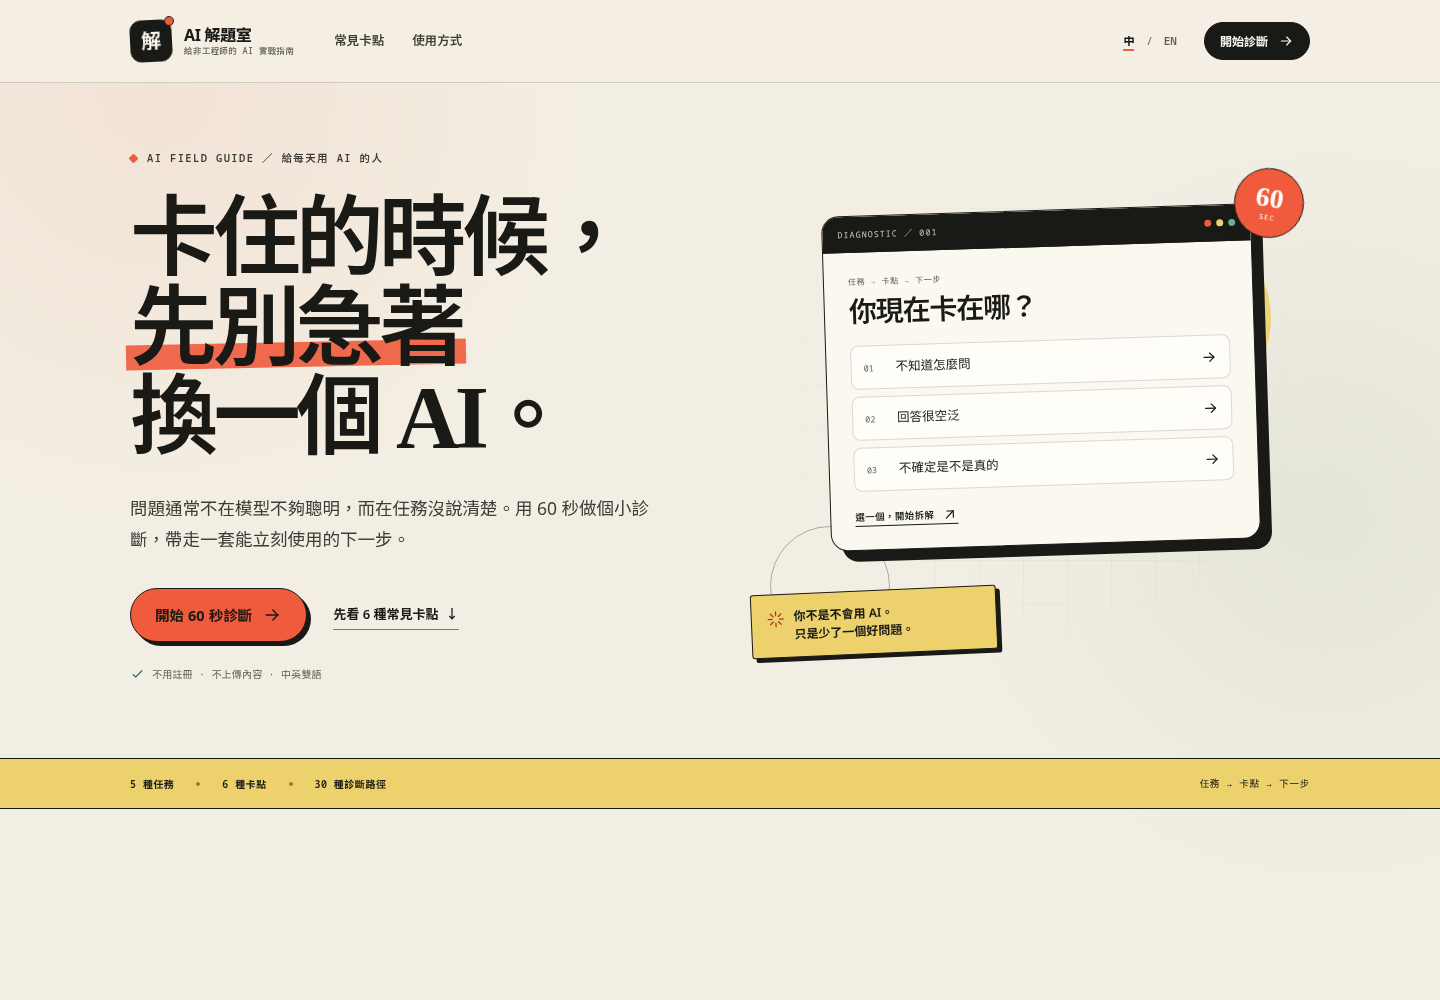 解
AI 解題室
給非工程師的 AI 實戰指南
常見卡點
使用方式
中 / EN
開始診斷 →
AI FIELD GUIDE ／ 給每天用 AI 的人
卡住的時候，
先別急著
換一個 AI。
問題通常不在模型不夠聰明，而在任務沒說清楚。用 60 秒做個小診
斷，帶走一套能立刻使用的下一步。
開始 60 秒診斷 →
先看 6 種常見卡點 ↓
不用註冊 · 不上傳內容 · 中英雙語
60
SEC
DIAGNOSTIC ／ 001
任務 → 卡點 → 下一步
你現在卡在哪？
01 不知道怎麼問 →
02 回答很空泛 →
03 不確定是不是真的 →
選一個，開始拆解 ↗
你不是不會用 AI。
只是少了一個好問題。
5 種任務 • 6 種卡點 • 30 種診斷路徑
任務 → 卡點 → 下一步